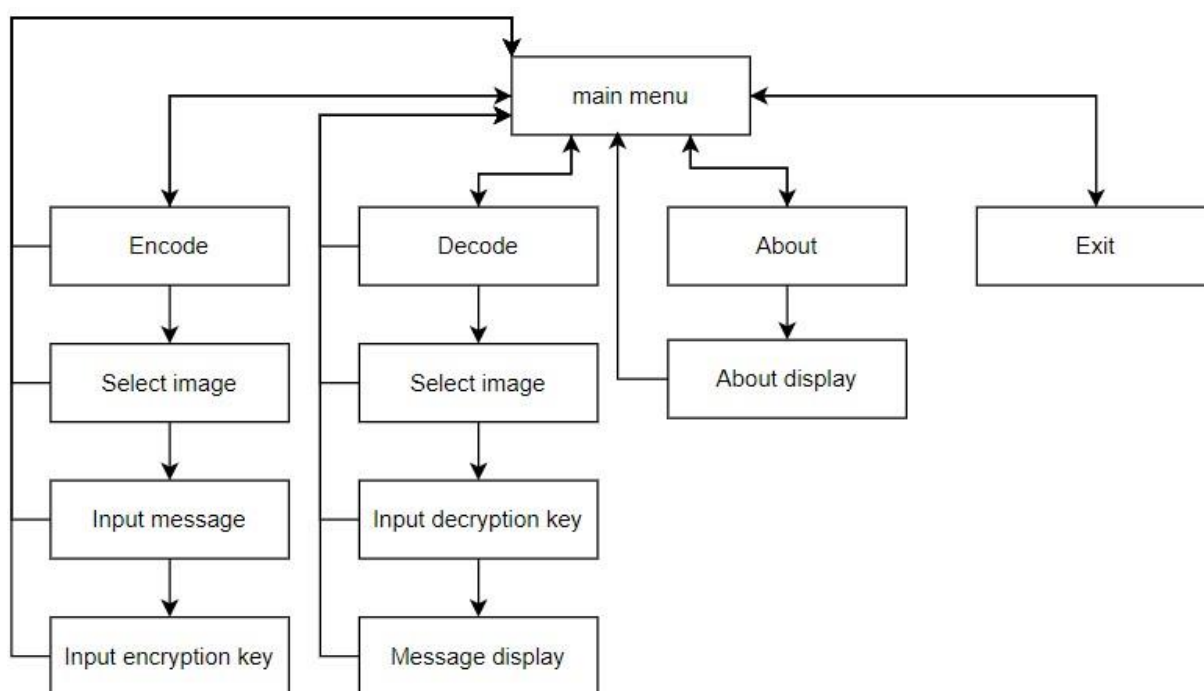 main menu
Encode
Decode
About
Exit
Select image
Select image
About display
Input message
Input decryption key
Input encryption key
Message display